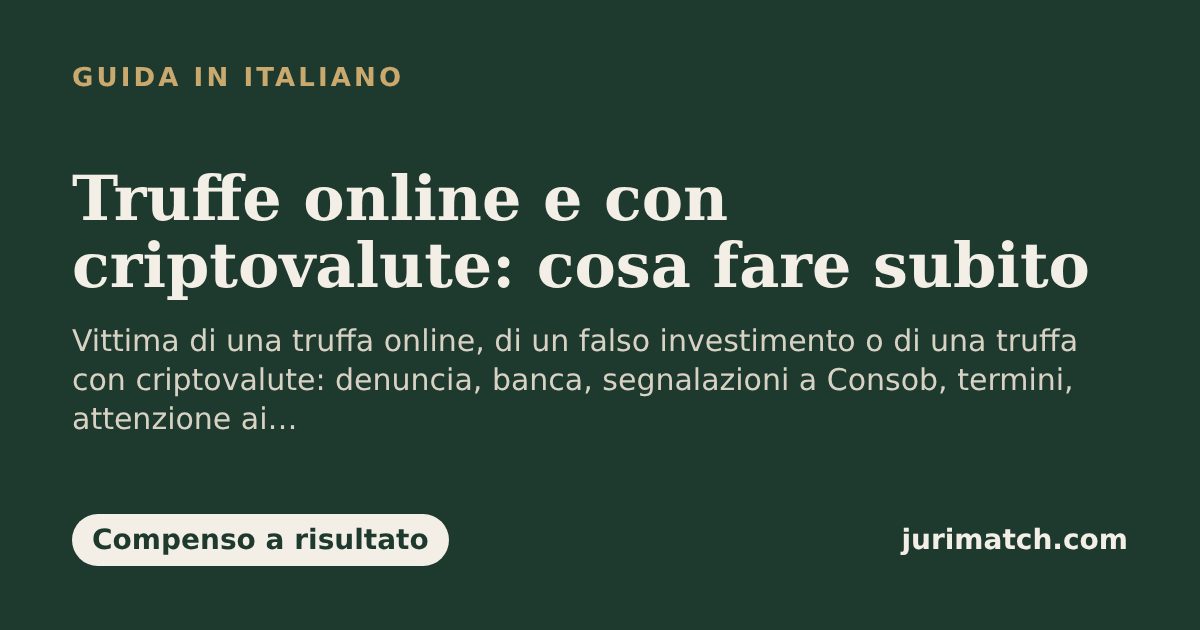 GUIDA IN ITALIANO
Truffe online e con
criptovalute: cosa fare subito
Vittima di una truffa online, di un falso investimento o di una truffa
con criptovalute: denuncia, banca, segnalazioni a Consob, termini,
attenzione ai…
Compenso a risultato
jurimatch.com